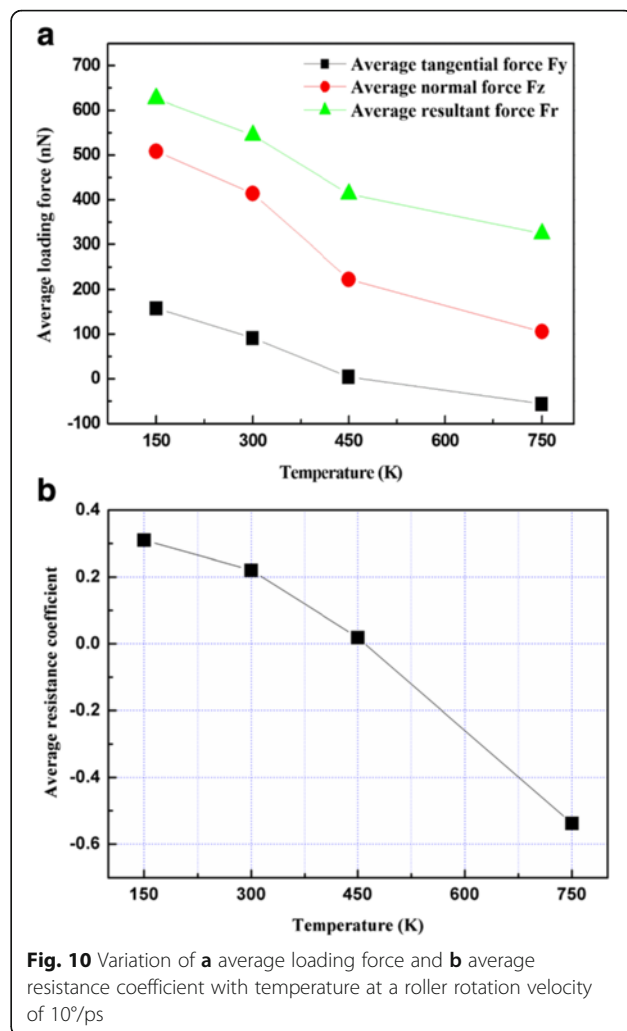 a
Average tangential force Fy
Average normal force Fz
Average resultant force Fr
700
600
500
400
300
200
100
0
-100
Average loading force (nN)
150 300 450 600 750
Temperature (K)
b
0.4
0.2
0.0
-0.2
-0.4
-0.6
Average resistance coefficient
150 300 450 600 750
Temperature (K)
Fig. 10 Variation of a average loading force and b average
resistance coefficient with temperature at a roller rotation velocity
of 10°/ps